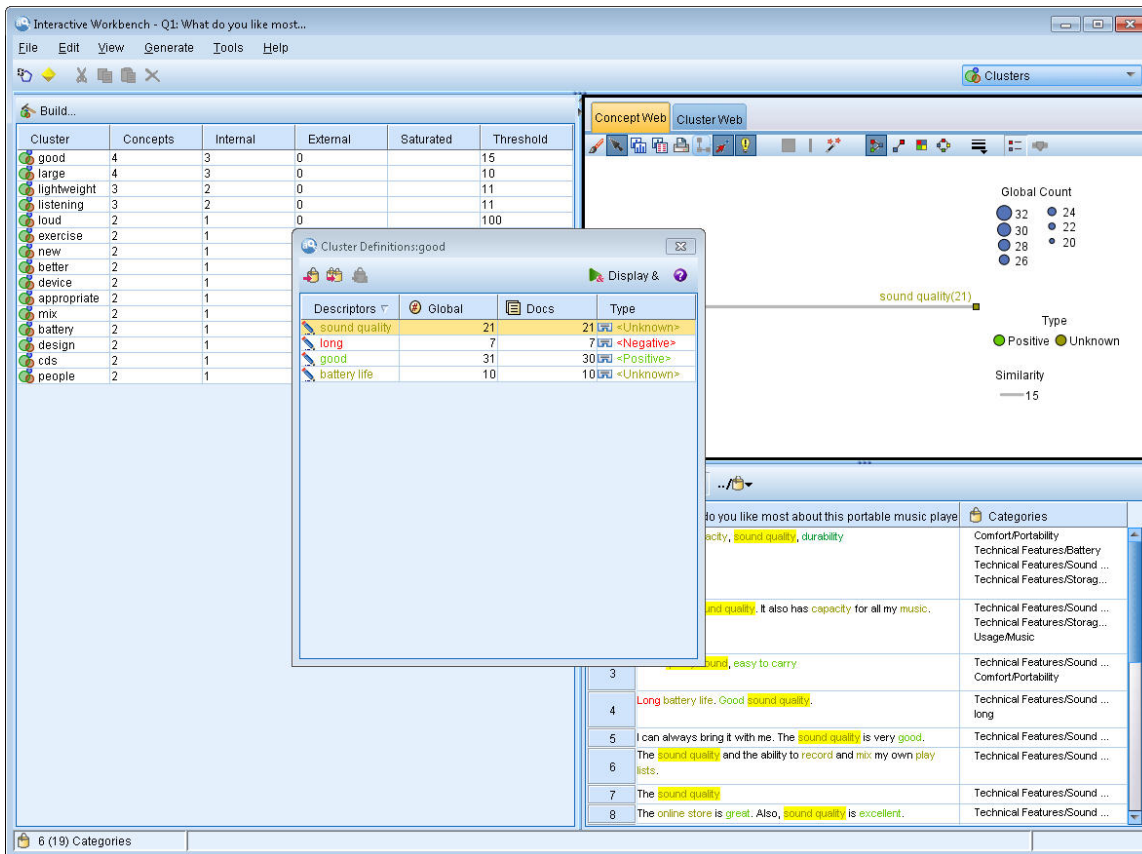 Interactive Workbench - Q1: What do you like most...
File Edit View Generate Tools Help
Clusters
Build...
Cluster Concepts Internal External Saturated Threshold
good 4 3 0 15
large 4 3 0 10
lightweight 3 2 0 11
listening 3 2 0 11
loud 2 1 0 100
exercise 2 1
new 2 1
better 2 1
device 2 1
appropriate 2 1
mix 2 1
battery 2 1
design 2 1
cds 2 1
people 2 1
6 (19) Categories
Cluster Definitions:good
Display &
Descriptors Global Docs Type
sound quality 21 21 <Unknown>
long 7 7 <Negative>
good 31 30 <Positive>
battery life 10 10 <Unknown>
Concept Web Cluster Web
Global Count
32 24
30 22
28 20
26
sound quality(21)
Type
Positive Unknown
Similarity
15
../
do you like most about this portable music playe Categories
acity, sound quality, durability
Comfort/Portability
Technical Features/Battery
Technical Features/Sound ...
Technical Features/Storag...
sound quality. It also has capacity for all my music.
Technical Features/Sound ...
Technical Features/Storag...
Usage/Music
3 sound, easy to carry
Technical Features/Sound ...
Comfort/Portability
4 Long battery life. Good sound quality.
Technical Features/Sound ...
long
5 I can always bring it with me. The sound quality is very good. Technical Features/Sound ...
6 The sound quality and the ability to record and mix my own play
lists.
Technical Features/Sound ...
7 The sound quality Technical Features/Sound ...
8 The online store is great. Also, sound quality is excellent. Technical Features/Sound ...